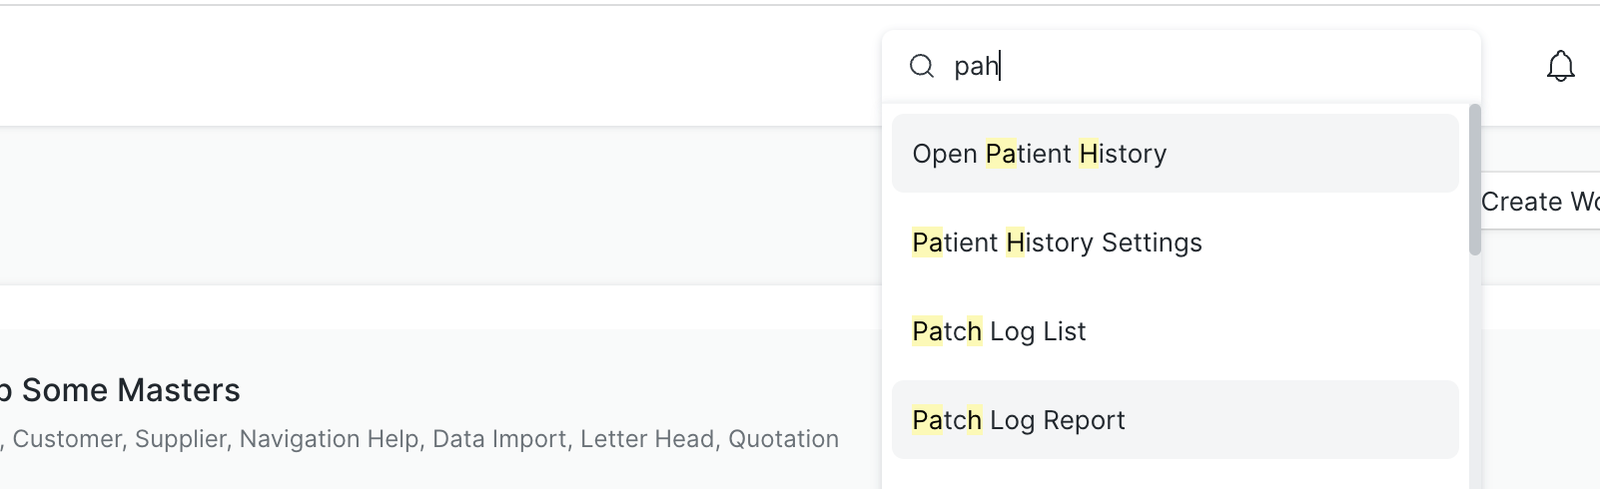 pah
Open Patient History
Create Wo
Patient History Settings
Patch Log List
Some Masters
Patch Log Report
, Customer, Supplier, Navigation Help, Data Import, Letter Head, Quotation